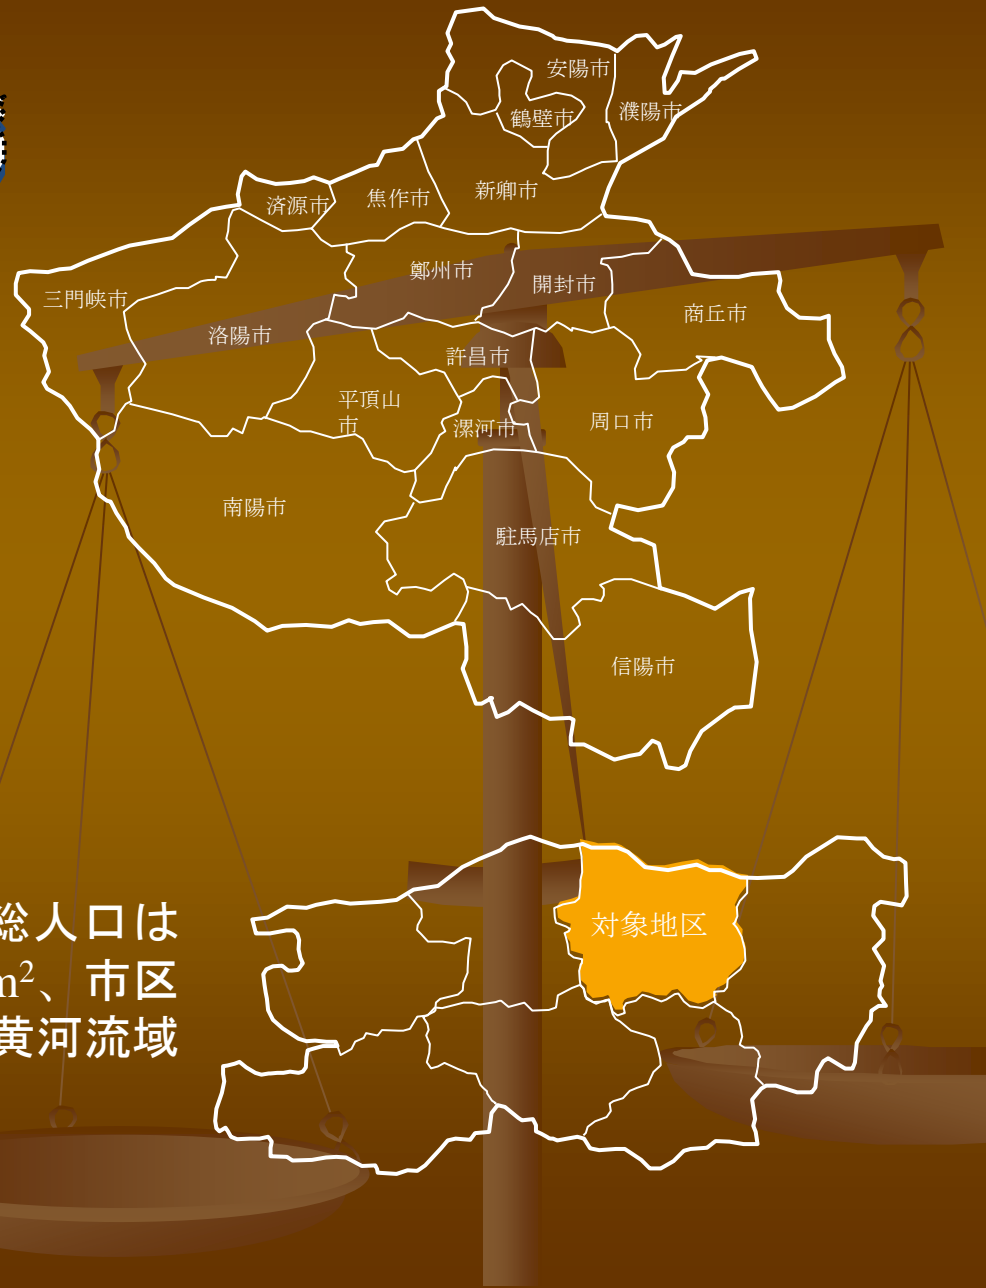 安陽市
鶴壁市
濮陽市
新卿市
焦作市
済源市
鄭州市
開封市
三門峡市
洛陽市
商丘市
許昌市
平頂山
市
漯河市
周口市
南陽市
駐馬店市
信陽市
対象地区
総人口は
m²、市区
黄河流域